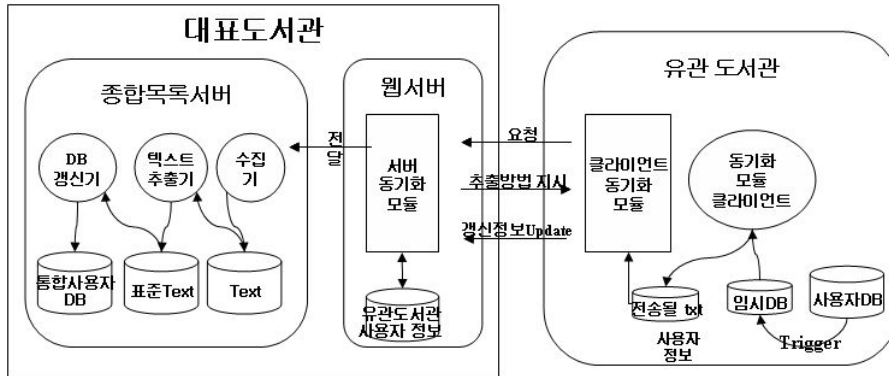 대표도서관
종합목록서버
DB
갱신기
텍스트
추출기
수집
기
통합사용자
DB
표준Text
Text
전
달
웹서버
서버
동기화
모듈
유관도서관
사용자 정보
요청
추출방법 지시
갱신정보Update
유관 도서관
클라이언트
동기화
모듈
동기화
모듈
클라이언트
전송될 txt
사용자
정보
임시DB
사용자DB
Trigger